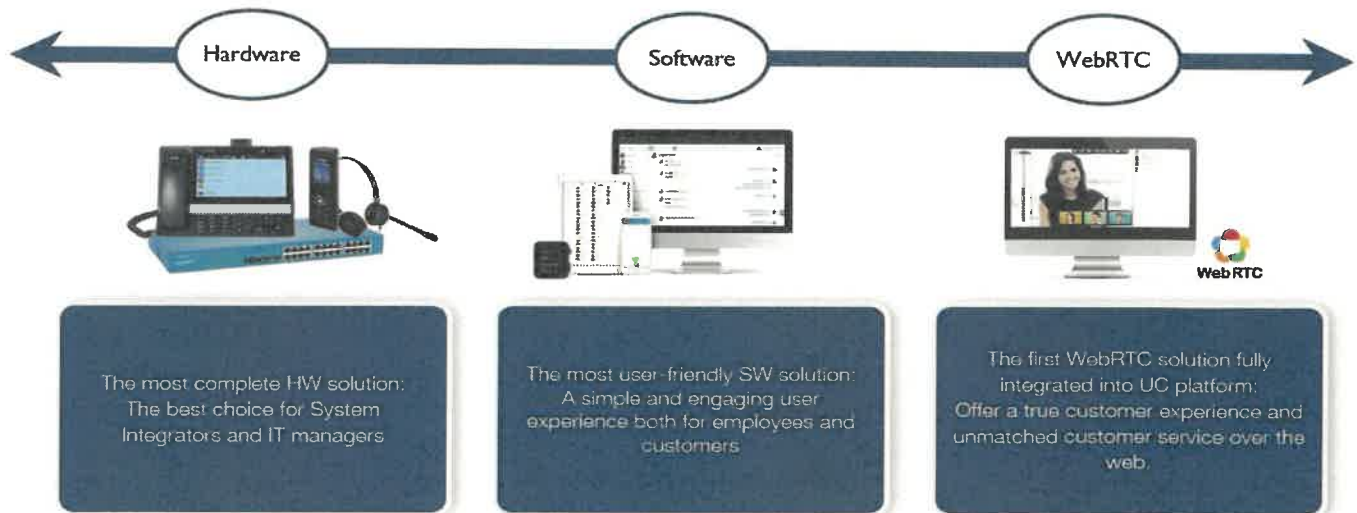 Hardware
Software
WebRTC
WebRTC
The most complete HW solution:
The best choice for System
Integrators and IT managers
The most user-friendly SW solution:
A simple and engaging user
experience both for employees and
customers
The first WebRTC solution fully
integrated into UC platform:
Offer a true customer experience and
unmatched customer service over the
web.